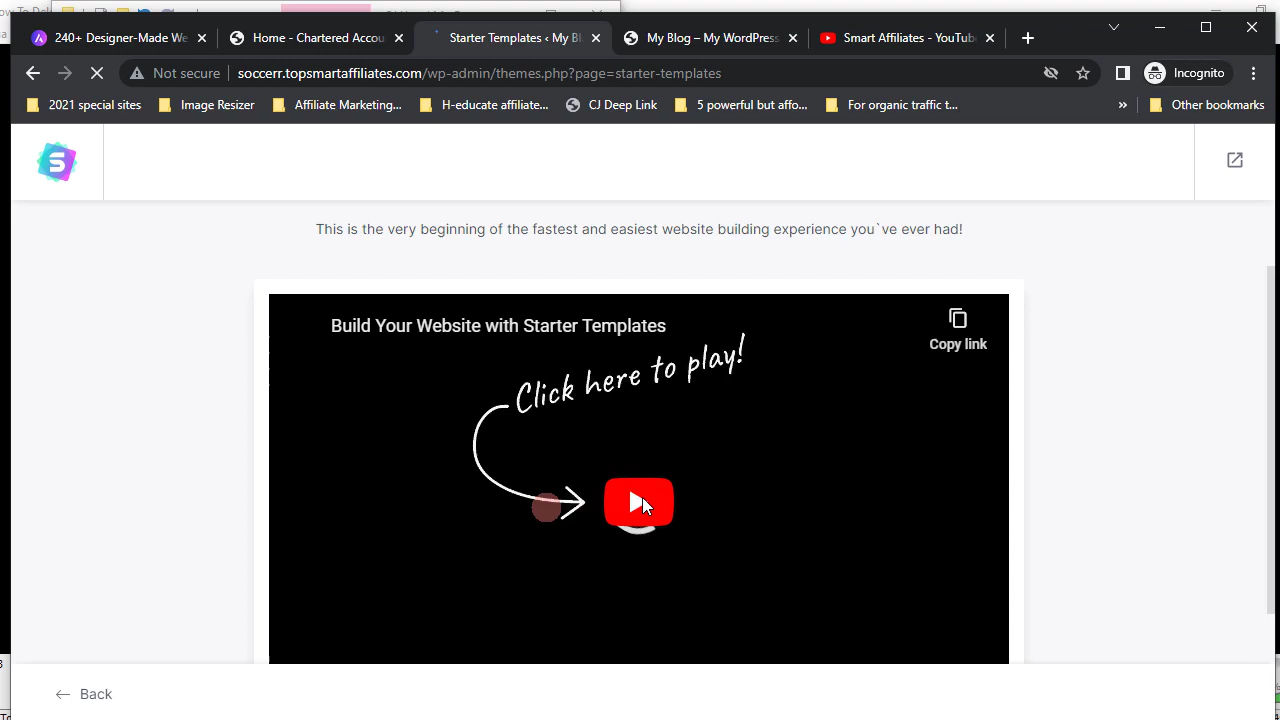 240+ Designer-Made We
Home - Chartered Accou
Starter Templates ‹ My Bl
My Blog – My WordPress
Smart Affiliates - YouTub
Not secure
soccerr.topsmartaffiliates.com/wp-admin/themes.php?page=starter-templates
Incognito
2021 special sites
Image Resizer
Affiliate Marketing...
H-educate affiliate...
CJ Deep Link
5 powerful but affo...
For organic traffic t...
»
Other bookmarks
S
This is the very beginning of the fastest and easiest website building experience you`ve ever had!
Build Your Website with Starter Templates
Copy link
Click here to play!
Back